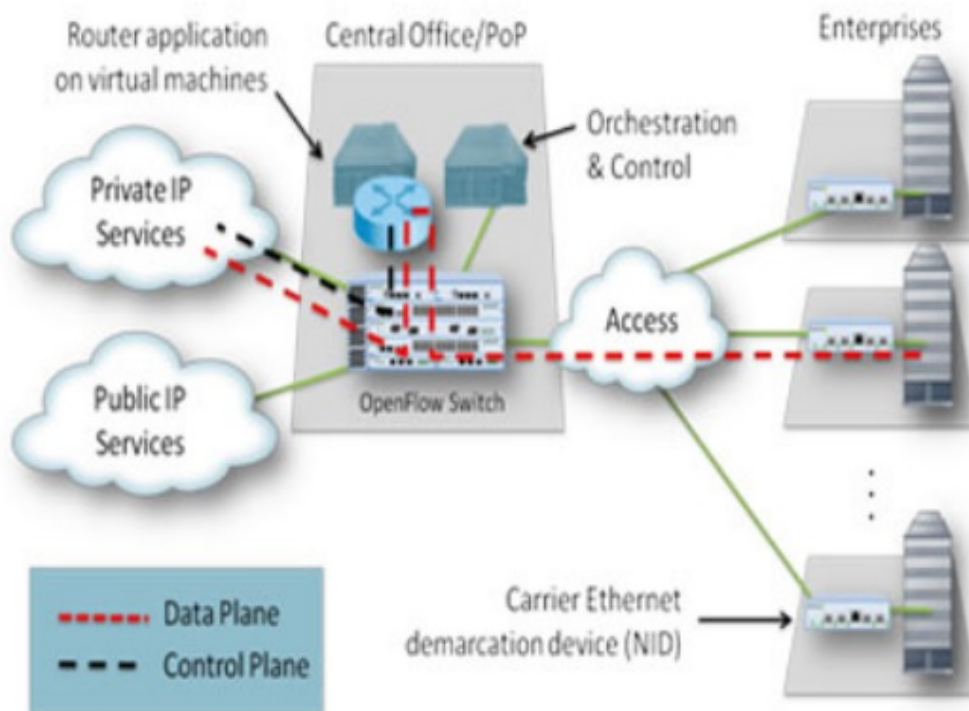 Router application
on virtual machines
Central Office/PoP
Enterprises
Orchestration
& Control
Private IP
Services
Access
Public IP
Services
OpenFlow Switch
Data Plane
Control Plane
Carrier Ethernet
demarcation device (NID)